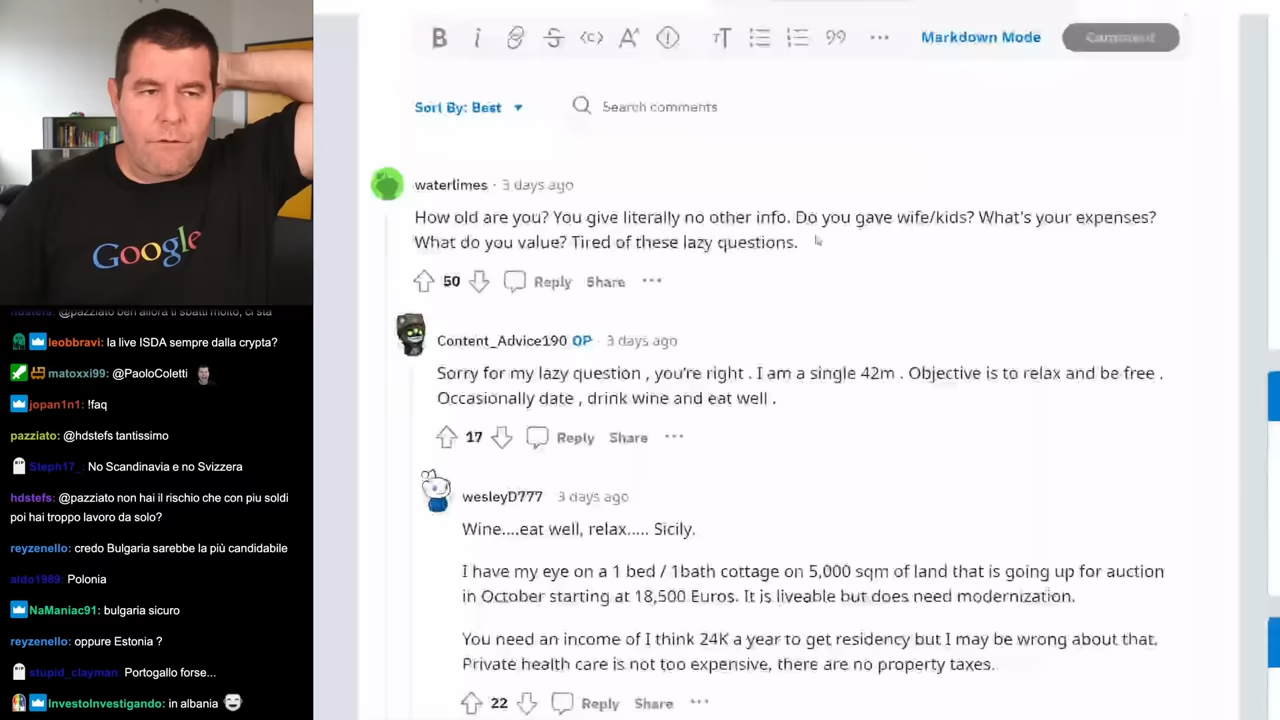 Google
hdstefs: @pazziato beh allora ti sbatti molto, ci sta
leobbravi: la live ISDA sempre dalla crypta?
matoxxi99: @PaoloColetti
jopan1n1: !faq
pazziato: @hdstefs tantissimo
Steph17_: No Scandinavia e no Svizzera
hdstefs: @pazziato non hai il rischio che con piu soldi
poi hai troppo lavoro da solo?
reyzenello: credo Bulgaria sarebbe la più candidabile
aldo1989: Polonia
NaManiac91: bulgaria sicuro
reyzenello: oppure Estonia ?
stupid_clayman: Portogallo forse...
InvestoInvestigando: in albania
Markdown Mode
Comment
Sort By: Best
Search comments
waterlimes · 3 days ago
How old are you? You give literally no other info. Do you gave wife/kids? What's your expenses?
What do you value? Tired of these lazy questions.
50 Reply Share ···
Content_Advice190 OP · 3 days ago
Sorry for my lazy question , you're right . I am a single 42m . Objective is to relax and be free .
Occasionally date , drink wine and eat well .
17 Reply Share ···
wesleyD777 3 days ago
Wine....eat well, relax..... Sicily.
I have my eye on a 1 bed / 1bath cottage on 5,000 sqm of land that is going up for auction
in October starting at 18,500 Euros. It is liveable but does need modernization.
You need an income of I think 24K a year to get residency but I may be wrong about that.
Private health care is not too expensive, there are no property taxes.
22 Reply Share ···